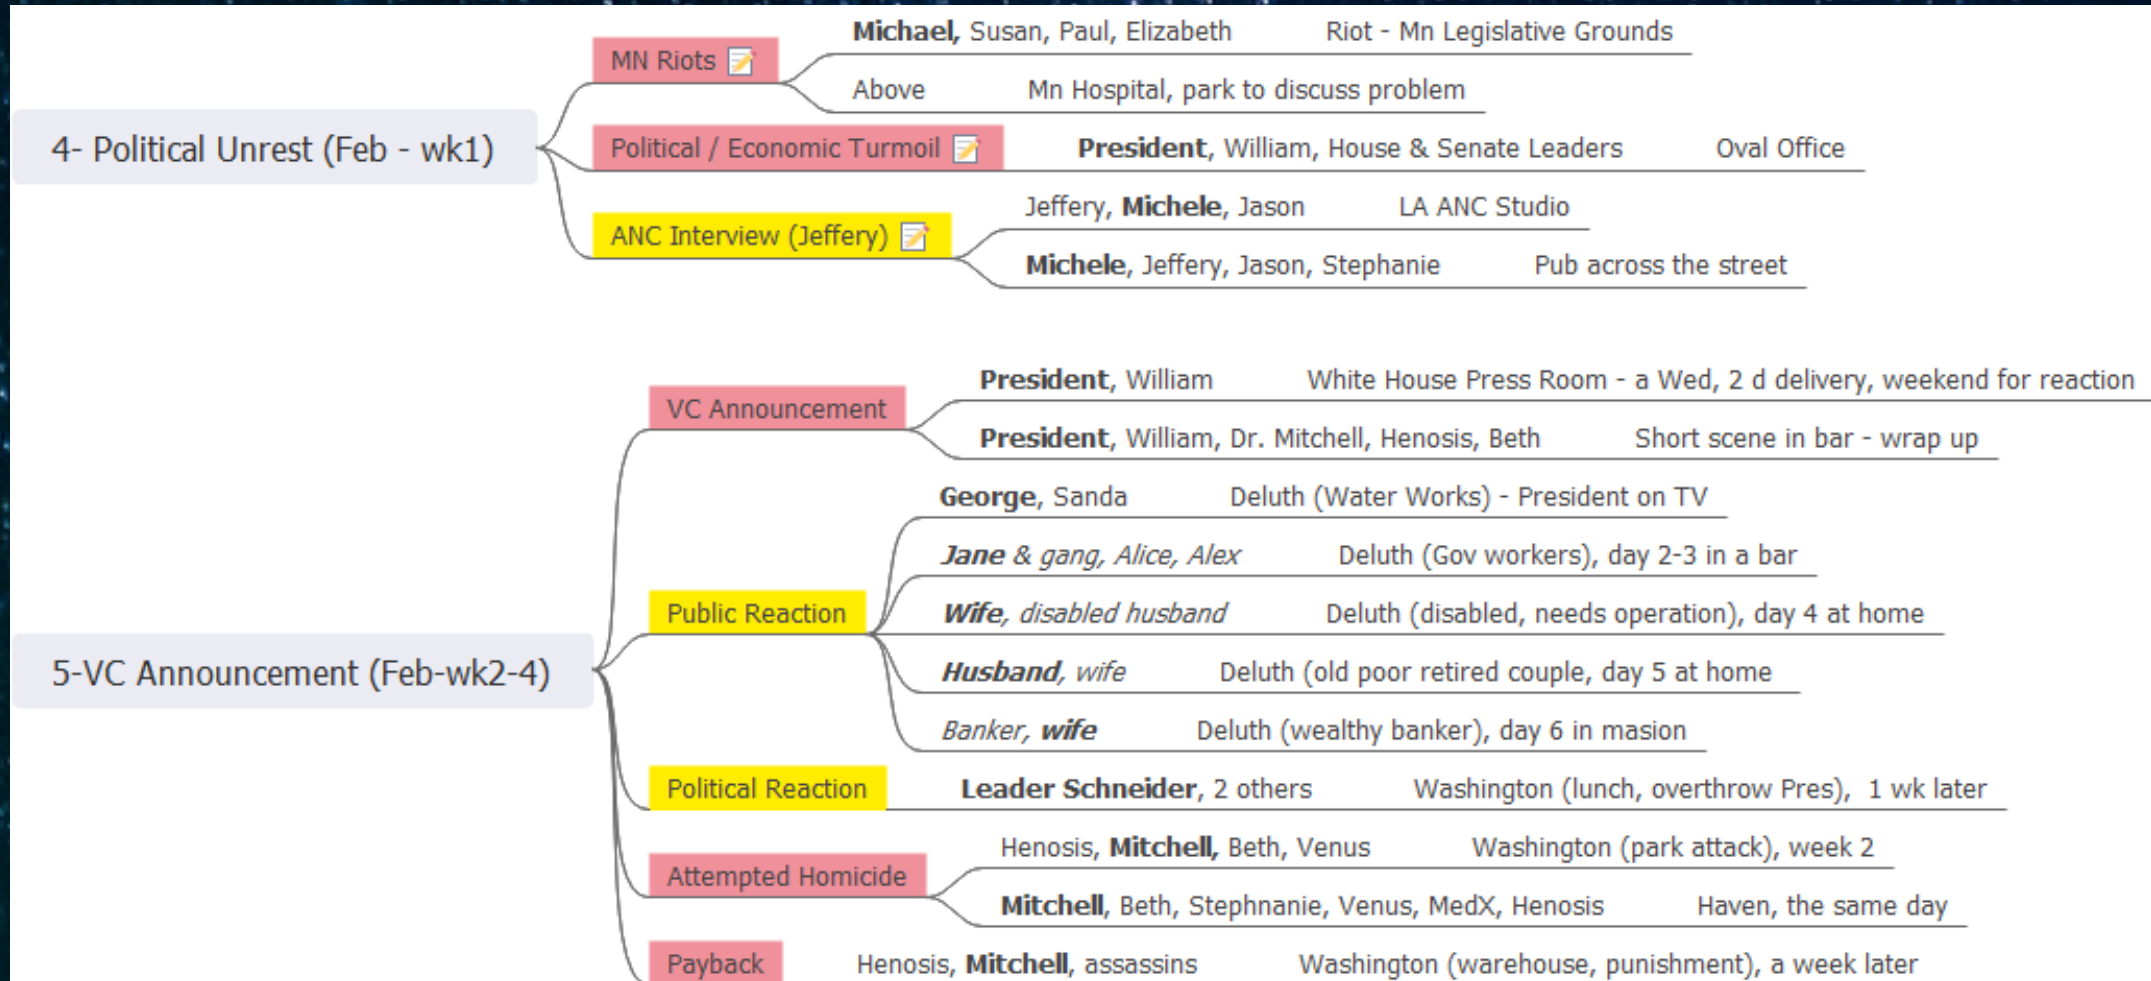 4- Political Unrest (Feb - wk1)
MN Riots
Michael, Susan, Paul, Elizabeth Riot - Mn Legislative Grounds
Above Mn Hospital, park to discuss problem
Political / Economic Turmoil President, William, House & Senate Leaders Oval Office
ANC Interview (Jeffery)
Jeffery, Michele, Jason LA ANC Studio
Michele, Jeffery, Jason, Stephanie Pub across the street
5-VC Announcement (Feb-wk2-4)
VC Announcement
President, William White House Press Room - a Wed, 2 d delivery, weekend for reaction
President, William, Dr. Mitchell, Henosis, Beth Short scene in bar - wrap up
Public Reaction
George, Sanda Deluth (Water Works) - President on TV
Jane & gang, Alice, Alex Deluth (Gov workers), day 2-3 in a bar
Wife, disabled husband Deluth (disabled, needs operation), day 4 at home
Husband, wife Deluth (old poor retired couple, day 5 at home
Banker, wife Deluth (wealthy banker), day 6 in masion
Political Reaction Leader Schneider, 2 others Washington (lunch, overthrow Pres), 1 wk later
Attempted Homicide
Henosis, Mitchell, Beth, Venus Washington (park attack), week 2
Mitchell, Beth, Stephnanie, Venus, MedX, Henosis Haven, the same day
Payback Henosis, Mitchell, assassins Washington (warehouse, punishment), a week later